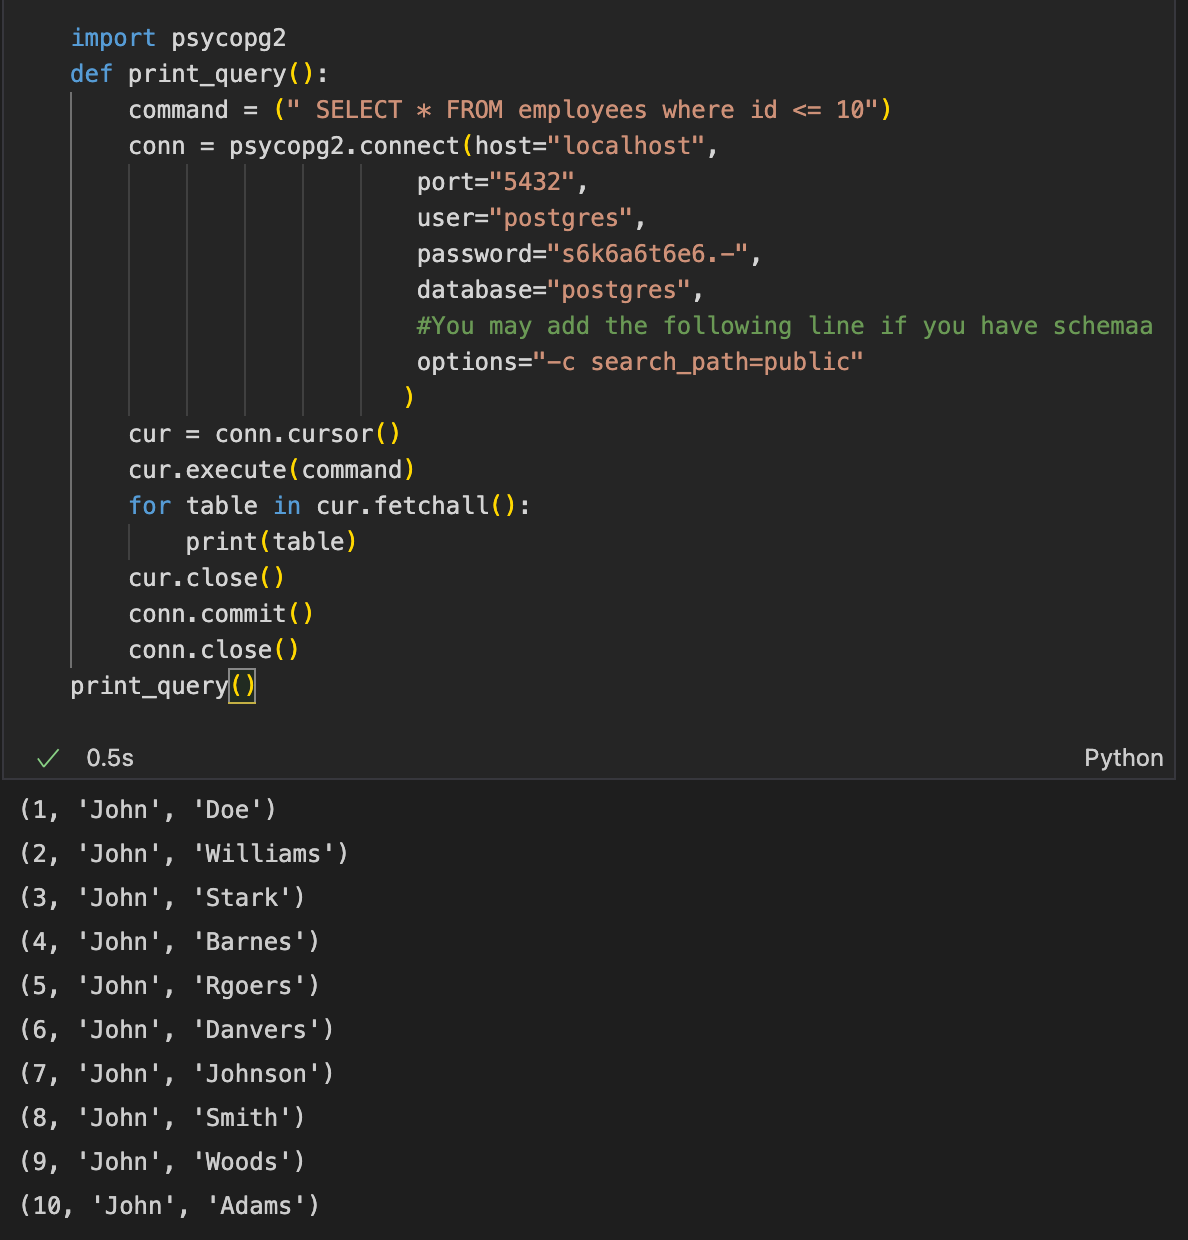 import psycopg2
def print_query():
    command = (" SELECT * FROM employees where id <= 10")
    conn = psycopg2.connect(host="localhost",
                        port="5432",
                        user="postgres",
                        password="s6k6a6t6e6.-",
                        database="postgres",
                        #You may add the following line if you have schemaa
                        options="-c search_path=public"
                       )
    cur = conn.cursor()
    cur.execute(command)
    for table in cur.fetchall():
        print(table)
    cur.close()
    conn.commit()
    conn.close()
print_query()
0.5s
Python
(1, 'John', 'Doe')
(2, 'John', 'Williams')
(3, 'John', 'Stark')
(4, 'John', 'Barnes')
(5, 'John', 'Rgoers')
(6, 'John', 'Danvers')
(7, 'John', 'Johnson')
(8, 'John', 'Smith')
(9, 'John', 'Woods')
(10, 'John', 'Adams')